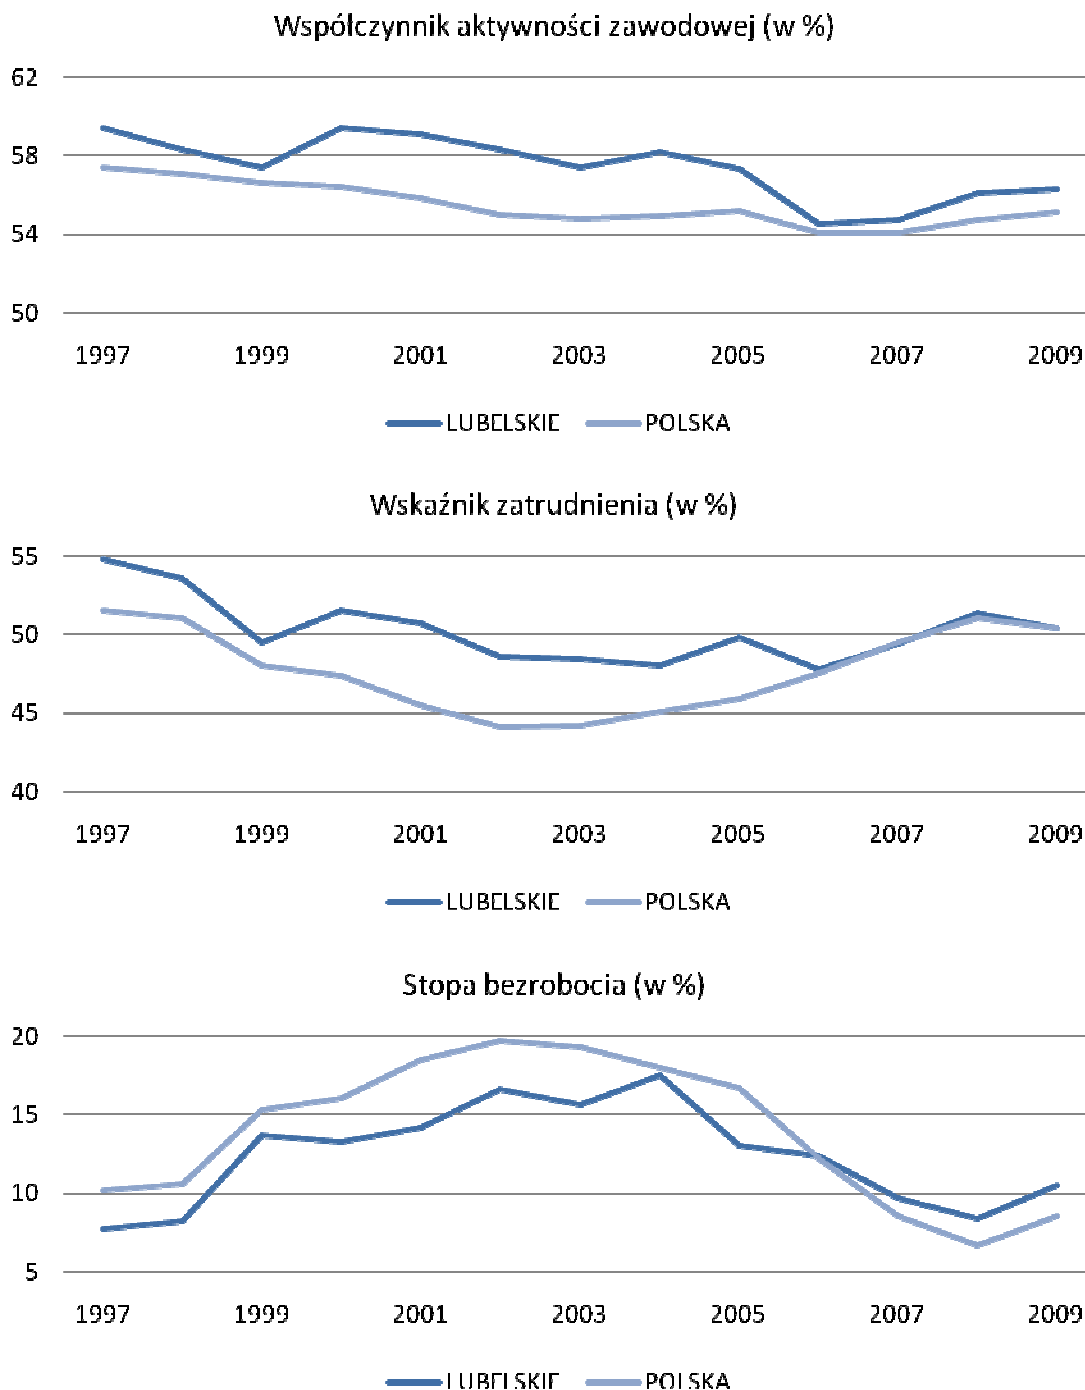 Współczynnik aktywności zawodowej (w %)
62
58
54
50
1997 1999 2001 2003 2005 2007 2009
LUBELSKIE POLSKA
Wskaźnik zatrudnienia (w %)
55
50
45
40
1997 1999 2001 2003 2005 2007 2009
LUBELSKIE POLSKA
Stopa bezrobocia (w %)
20
15
10
5
1997 1999 2001 2003 2005 2007 2009
LUBELSKIE POLSKA